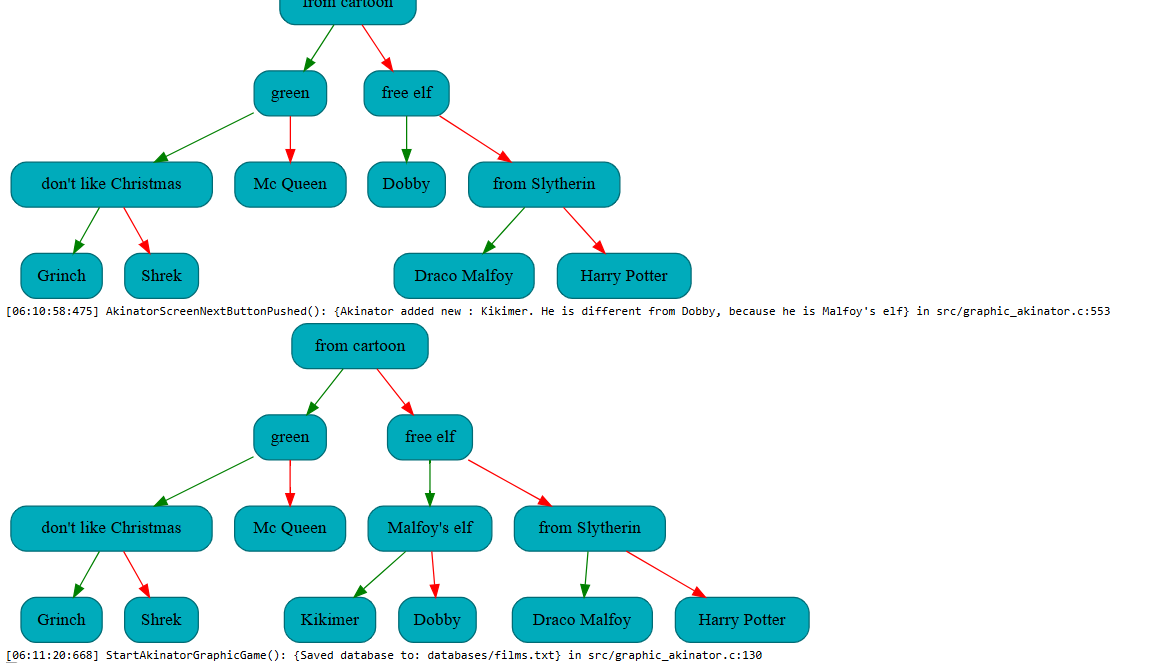 from cartoon
green free elf
don't like Christmas Mc Queen Dobby from Slytherin
Grinch Shrek Draco Malfoy Harry Potter
[06:10:58:475] AkinatorScreenNextButtonPushed(): {Akinator added new : Kikimer. He is different from Dobby, because he is Malfoy's elf} in src/graphic_akinator.c:553
from cartoon
green free elf
don't like Christmas Mc Queen Malfoy's elf from Slytherin
Grinch Shrek Kikimer Dobby Draco Malfoy Harry Potter
[06:11:20:668] StartAkinatorGraphicGame(): {Saved database to: databases/films.txt} in src/graphic_akinator.c:130